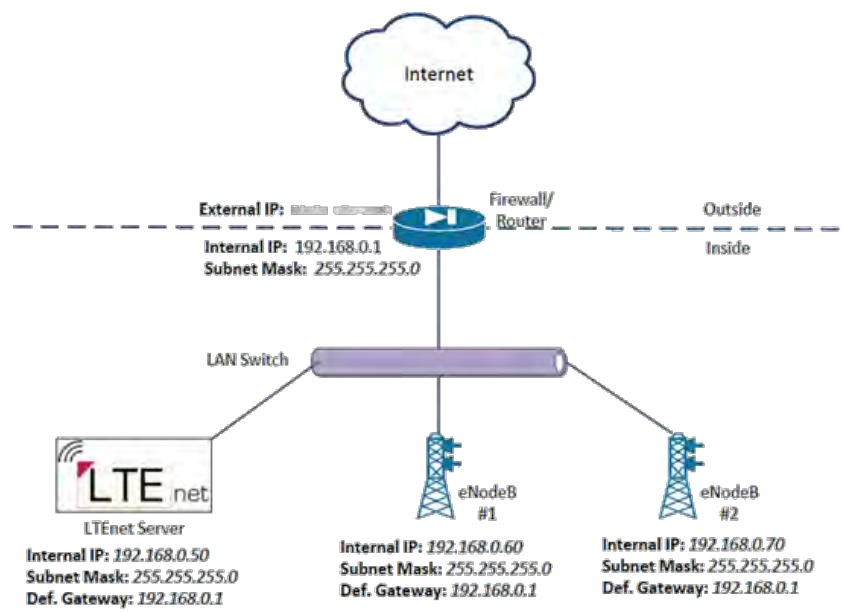 Internet
External IP:
Firewall/
Router
Outside
Internal IP: 192.168.0.1
Subnet Mask: 255.255.255.0
Inside
LAN Switch
LTE net
LTEnet Server
Internal IP: 192.168.0.50
Subnet Mask: 255.255.255.0
Def. Gateway: 192.168.0.1
eNodeB
#1
Internal IP: 192.168.0.60
Subnet Mask: 255.255.255.0
Def. Gateway: 192.168.0.1
eNodeB
#2
Internal IP: 192.168.0.70
Subnet Mask: 255.255.255.0
Def. Gateway: 192.168.0.1